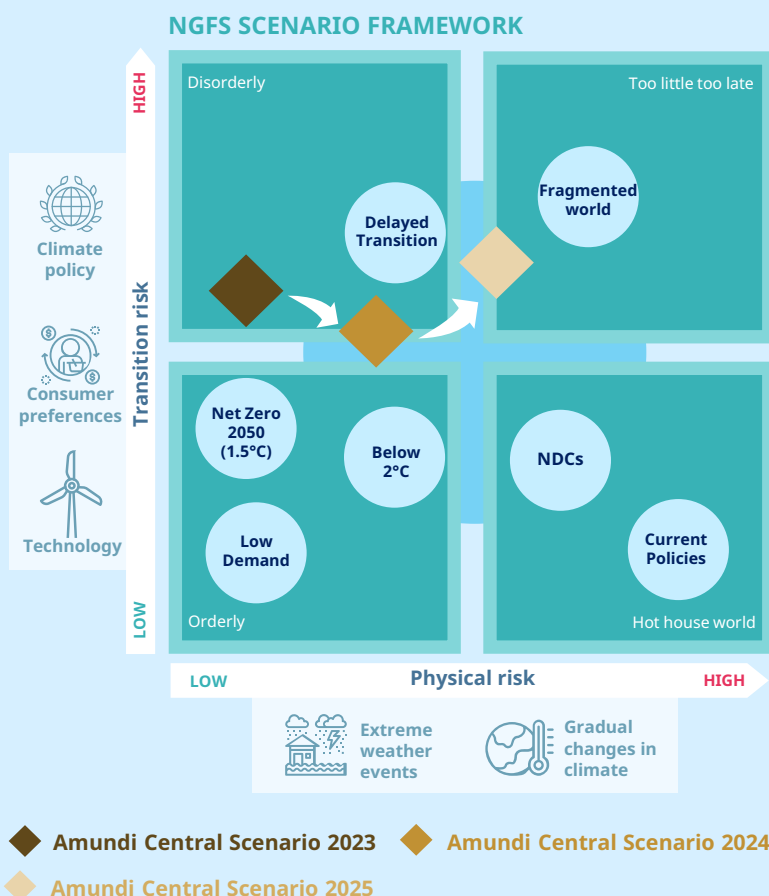 NGFS SCENARIO FRAMEWORK
HIGH
Disorderly
Too little too late
Fragmented
world
Delayed
Transition
Climate
policy
Transition risk
Consumer
preferences
Net Zero
2050
(1.5°C)
Below
2°C
NDCs
Technology
Low
Demand
Current
Policies
LOW
Orderly
Hot house world
LOW
Physical risk
HIGH
Extreme
weather
events
Gradual
changes in
climate
Amundi Central Scenario 2023
Amundi Central Scenario 2024
Amundi Central Scenario 2025